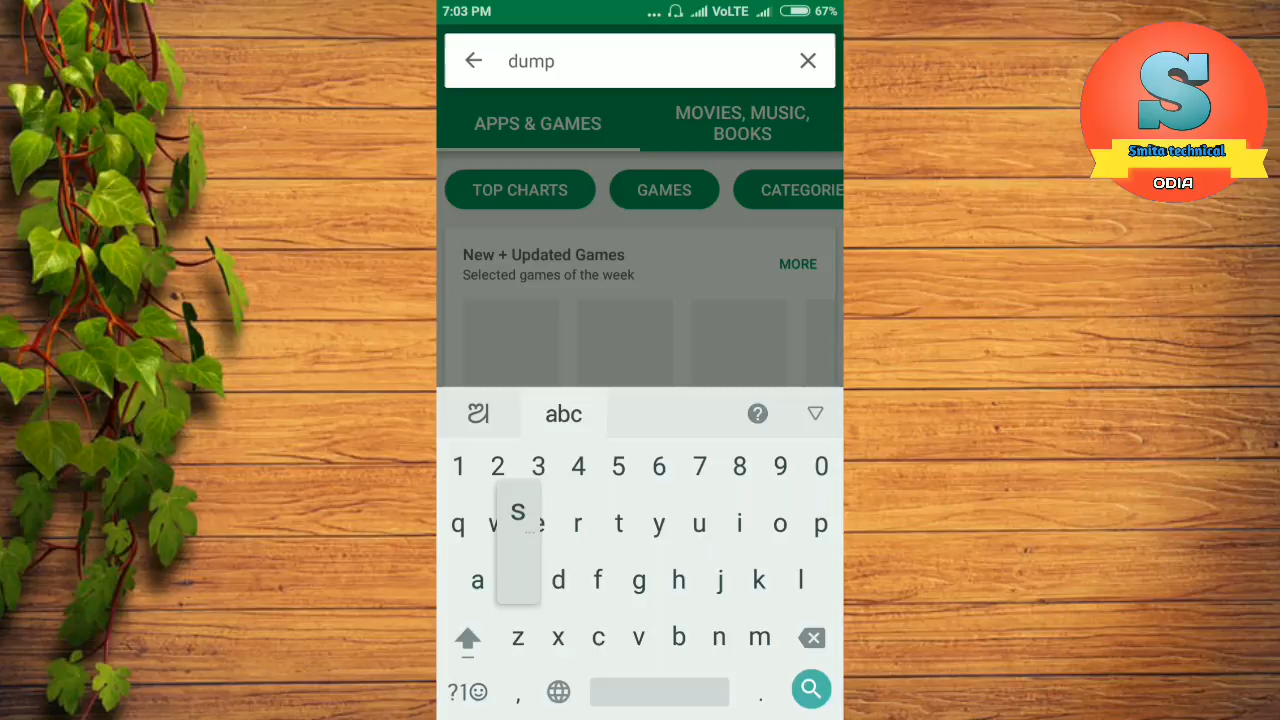 7:03 PM
... VoLTE 67%
dump
APPS & GAMES
MOVIES, MUSIC,
BOOKS
TOP CHARTS
GAMES
CATEGORIE
New + Updated Games
Selected games of the week
MORE
ଅ
abc
?
1 2 3 4 5 6 7 8 9 0
q w e r t y u i o p
a s d f g h j k l
z x c v b n m
?1☺ , .
S
Smita technical
ODIA